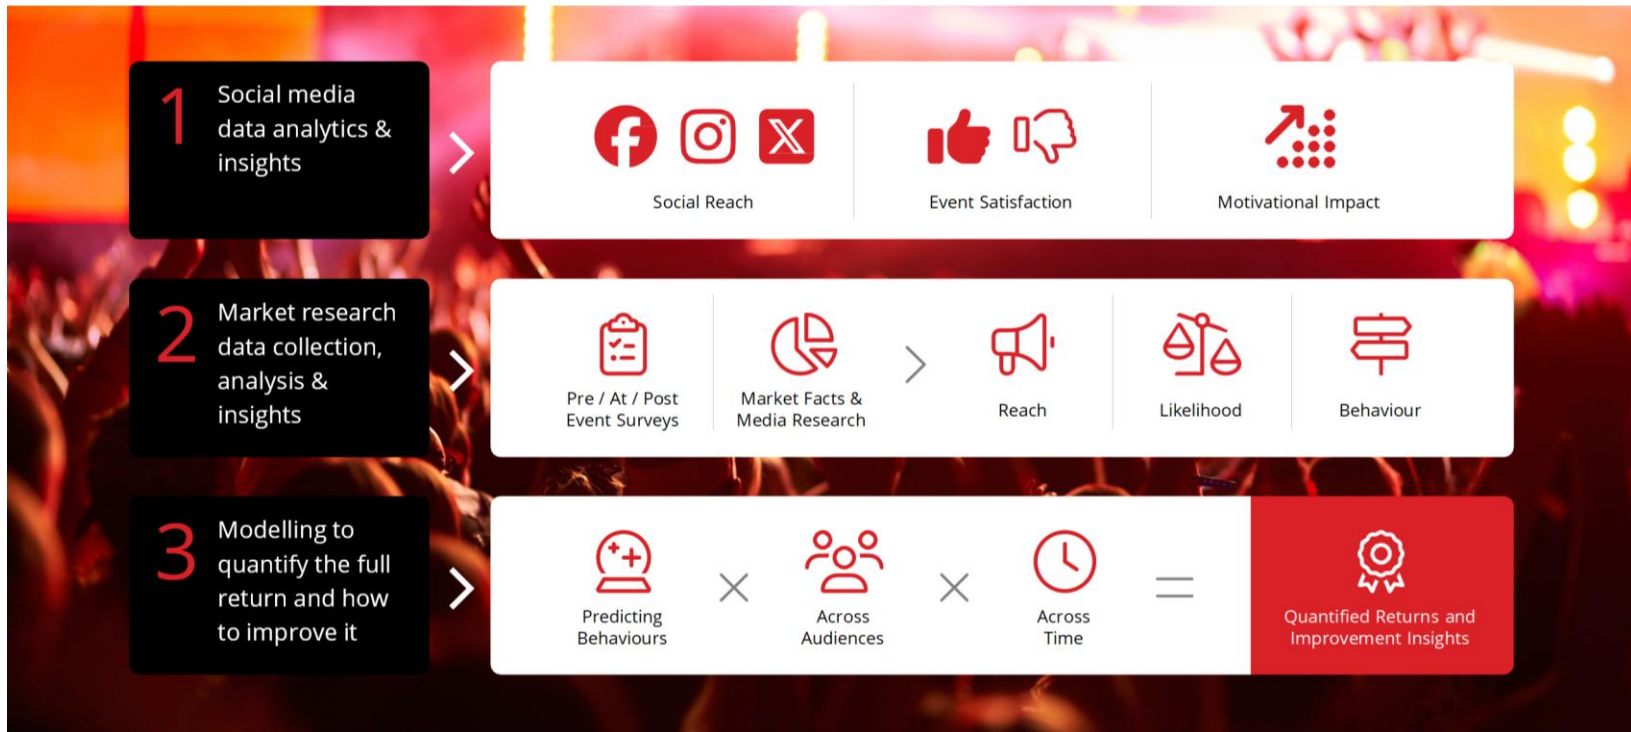 1
Social media
data analytics &
insights
Social Reach
Event Satisfaction
Motivational Impact
2
Market research
data collection,
analysis &
insights
Pre / At / Post
Event Surveys
Market Facts &
Media Research
Reach
Likelihood
Behaviour
3
Modelling to
quantify the full
return and how
to improve it
Predicting
Behaviours
Across
Audiences
Across
Time
Quantified Returns and
Improvement Insights